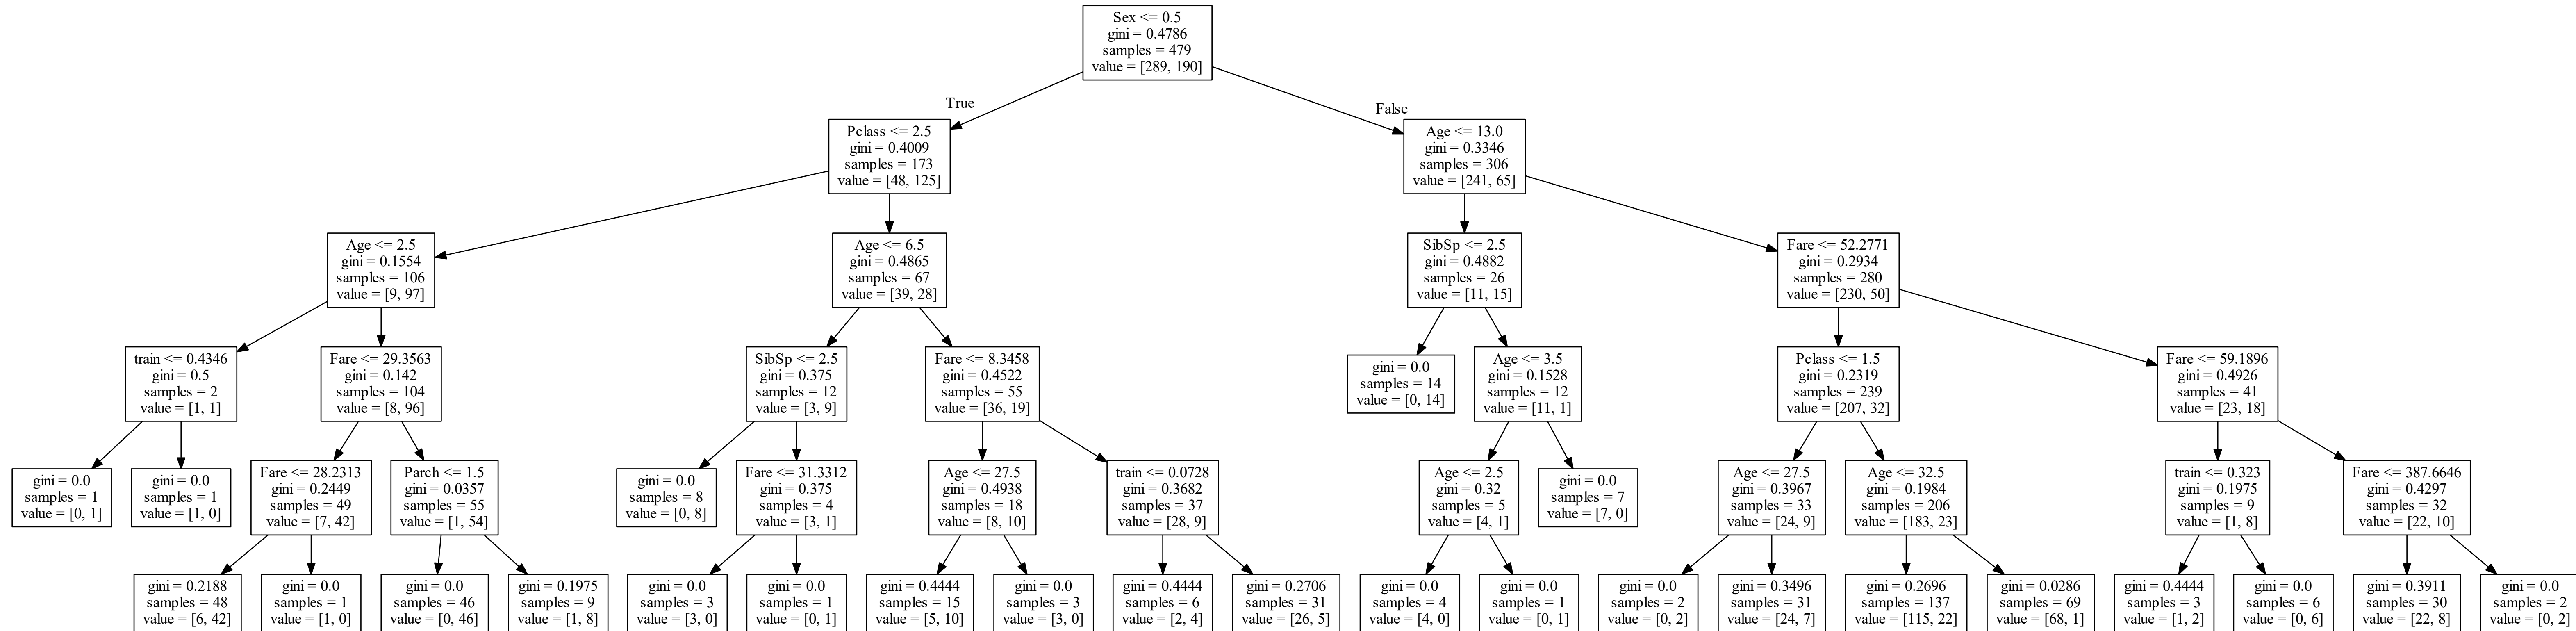 Sex <= 0.5
gini = 0.4786
samples = 479
value = [289, 190]
True
False
Pclass <= 2.5
gini = 0.4009
samples = 173
value = [48, 125]
Age <= 13.0
gini = 0.3346
samples = 306
value = [241, 65]
Age <= 2.5
gini = 0.1554
samples = 106
value = [9, 97]
Age <= 6.5
gini = 0.4865
samples = 67
value = [39, 28]
SibSp <= 2.5
gini = 0.4882
samples = 26
value = [11, 15]
Fare <= 52.2771
gini = 0.2934
samples = 280
value = [230, 50]
train <= 0.4346
gini = 0.5
samples = 2
value = [1, 1]
Fare <= 29.3563
gini = 0.142
samples = 104
value = [8, 96]
SibSp <= 2.5
gini = 0.375
samples = 12
value = [3, 9]
Fare <= 8.3458
gini = 0.4522
samples = 55
value = [36, 19]
gini = 0.0
samples = 14
value = [0, 14]
Age <= 3.5
gini = 0.1528
samples = 12
value = [11, 1]
Pclass <= 1.5
gini = 0.2319
samples = 239
value = [207, 32]
Fare <= 59.1896
gini = 0.4926
samples = 41
value = [23, 18]
gini = 0.0
samples = 1
value = [0, 1]
gini = 0.0
samples = 1
value = [1, 0]
Fare <= 28.2313
gini = 0.2449
samples = 49
value = [7, 42]
Parch <= 1.5
gini = 0.0357
samples = 55
value = [1, 54]
gini = 0.0
samples = 8
value = [0, 8]
Fare <= 31.3312
gini = 0.375
samples = 4
value = [3, 1]
Age <= 27.5
gini = 0.4938
samples = 18
value = [8, 10]
train <= 0.0728
gini = 0.3682
samples = 37
value = [28, 9]
Age <= 2.5
gini = 0.32
samples = 5
value = [4, 1]
gini = 0.0
samples = 7
value = [7, 0]
Age <= 27.5
gini = 0.3967
samples = 33
value = [24, 9]
Age <= 32.5
gini = 0.1984
samples = 206
value = [183, 23]
train <= 0.323
gini = 0.1975
samples = 9
value = [1, 8]
Fare <= 387.6646
gini = 0.4297
samples = 32
value = [22, 10]
gini = 0.2188
samples = 48
value = [6, 42]
gini = 0.0
samples = 1
value = [1, 0]
gini = 0.0
samples = 46
value = [0, 46]
gini = 0.1975
samples = 9
value = [1, 8]
gini = 0.0
samples = 3
value = [3, 0]
gini = 0.0
samples = 1
value = [0, 1]
gini = 0.4444
samples = 15
value = [5, 10]
gini = 0.0
samples = 3
value = [3, 0]
gini = 0.4444
samples = 6
value = [2, 4]
gini = 0.2706
samples = 31
value = [26, 5]
gini = 0.0
samples = 4
value = [4, 0]
gini = 0.0
samples = 1
value = [0, 1]
gini = 0.0
samples = 2
value = [0, 2]
gini = 0.3496
samples = 31
value = [24, 7]
gini = 0.2696
samples = 137
value = [115, 22]
gini = 0.0286
samples = 69
value = [68, 1]
gini = 0.4444
samples = 3
value = [1, 2]
gini = 0.0
samples = 6
value = [0, 6]
gini = 0.3911
samples = 30
value = [22, 8]
gini = 0.0
samples = 2
value = [0, 2]